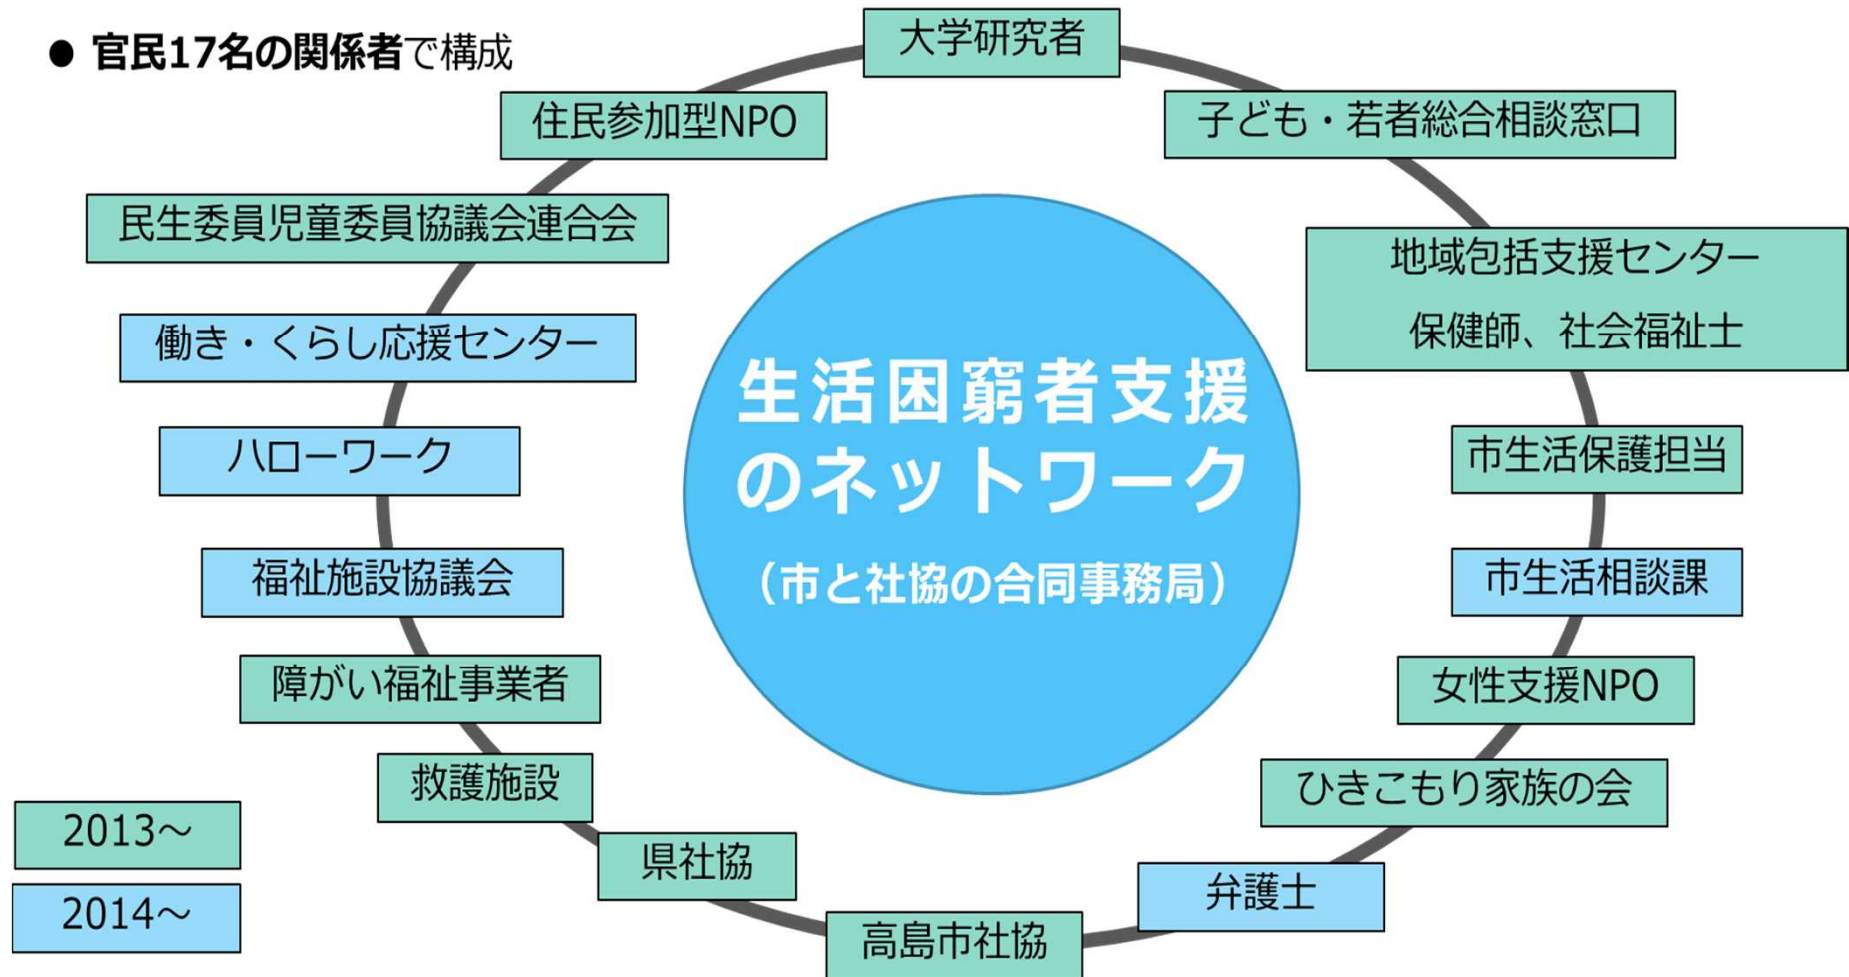 ● 官民17名の関係者で構成
大学研究者
子ども・若者総合相談窓口
地域包括支援センター
保健師、社会福祉士
市生活保護担当
市生活相談課
女性支援NPO
ひきこもり家族の会
弁護士
高島市社協
県社協
救護施設
障がい福祉事業者
福祉施設協議会
ハローワーク
働き・くらし応援センター
民生委員児童委員協議会連合会
住民参加型NPO
生活困窮者支援
のネットワーク
（市と社協の合同事務局）
2013～
2014～